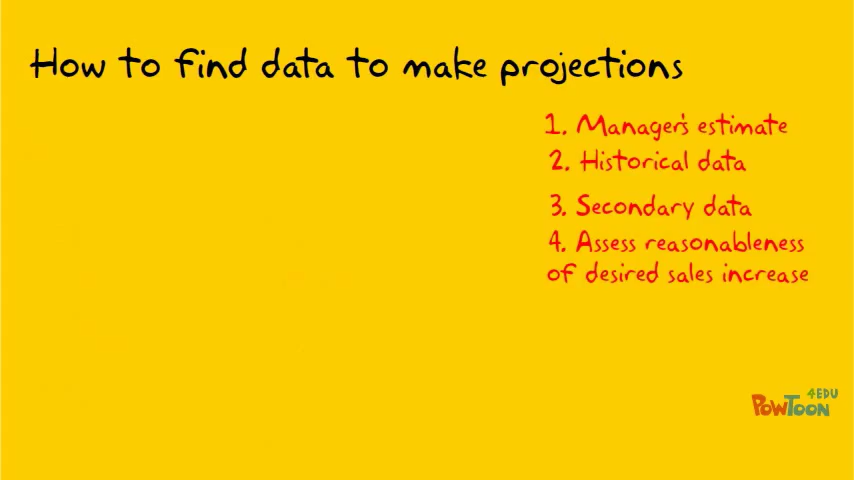 How to find data to make projections
1. Manager's estimate
2. Historical data
3. Secondary data
4. Assess reasonableness
of desired sales increase
4EDU
PowToon